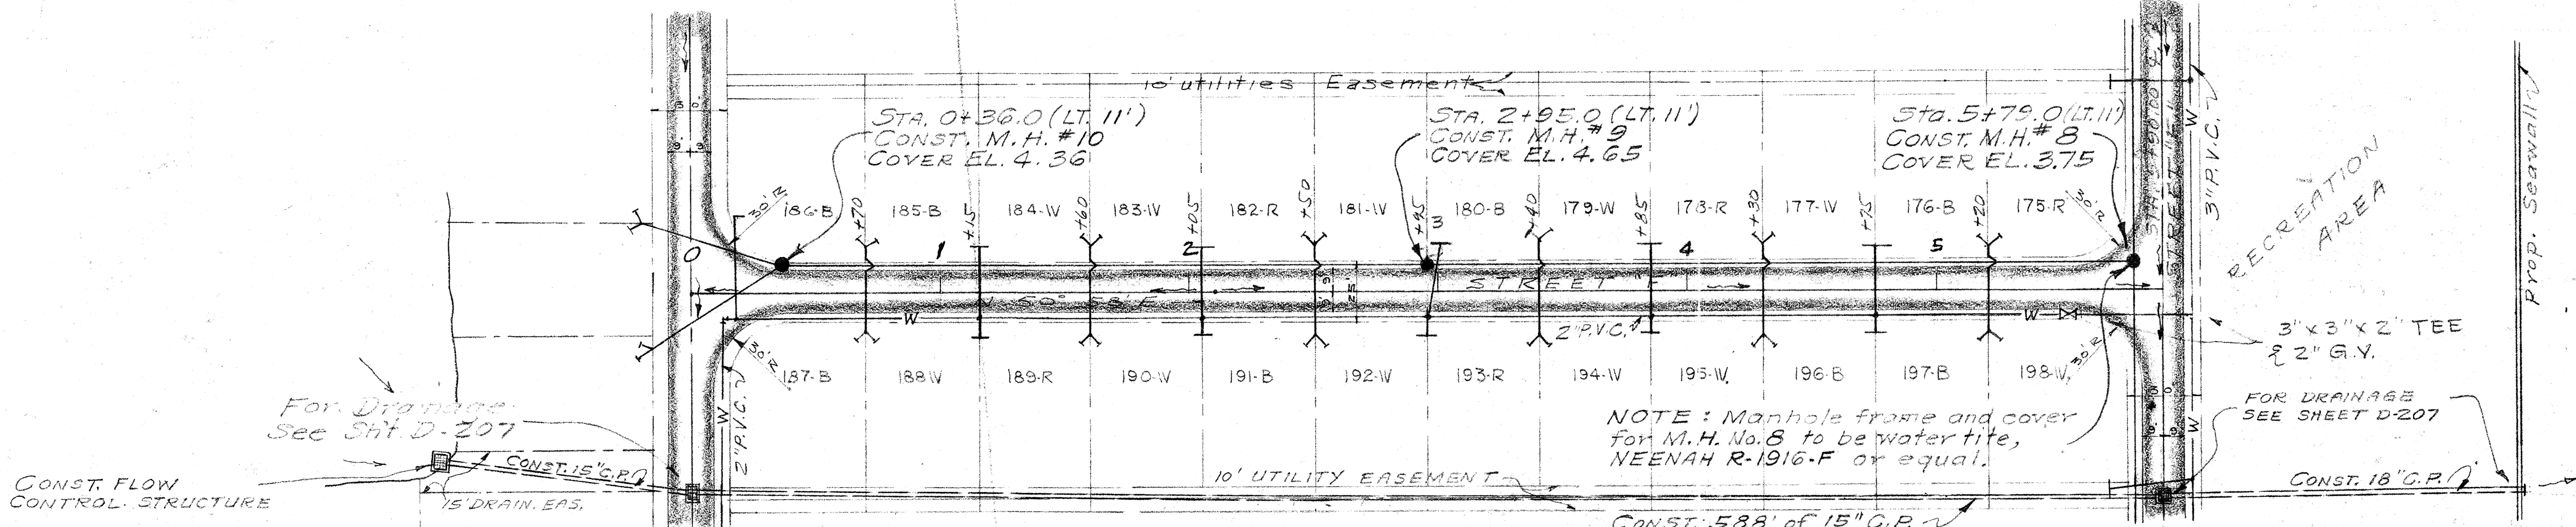 10' utilities Easement
STA. 0+36.0 (LT. 11')
CONST. M.H. #10
COVER EL. 4.36
STA. 2+95.0 (LT. 11')
CONST. M.H. #9
COVER EL. 4.65
Sta. 5+79.0 (LT. 11')
CONST. M.H. # 8
COVER EL. 3.75
STREET "E"
W
3" P.V.C.
RECREATION
AREA
Prop. Seawall
30' R.
186-B
+70
185-B
+15
184-W
+60
183-W
+05
182-R
+50
181-W
+95
180-B
+40
179-W
+85
178-R
+30
177-W
+75
176-B
+20
175-R
30' R
0
1
2
3
4
5
STREET
W
2" P.V.C.
W
3" x 3" x 2" TEE
& 2" G.V.
30' R
187-B
188-W
189-R
190-W
191-B
192-W
193-R
194-W
195-W
196-B
197-B
198-W
30' R
For Drainage
See Sh't. D-207
W
2" P.V.C.
NOTE: Manhole frame and cover
for M.H. No. 8 to be water tite,
NEENAH R-1916-F or equal.
FOR DRAINAGE
SEE SHEET D-207
W
CONST. FLOW
CONTROL STRUCTURE
CONST. 15" C.P.
15' DRAIN. EAS.
10' UTILITY EASEMENT
CONST. 18" C.P.
CONST. 588' of 15" C.P.